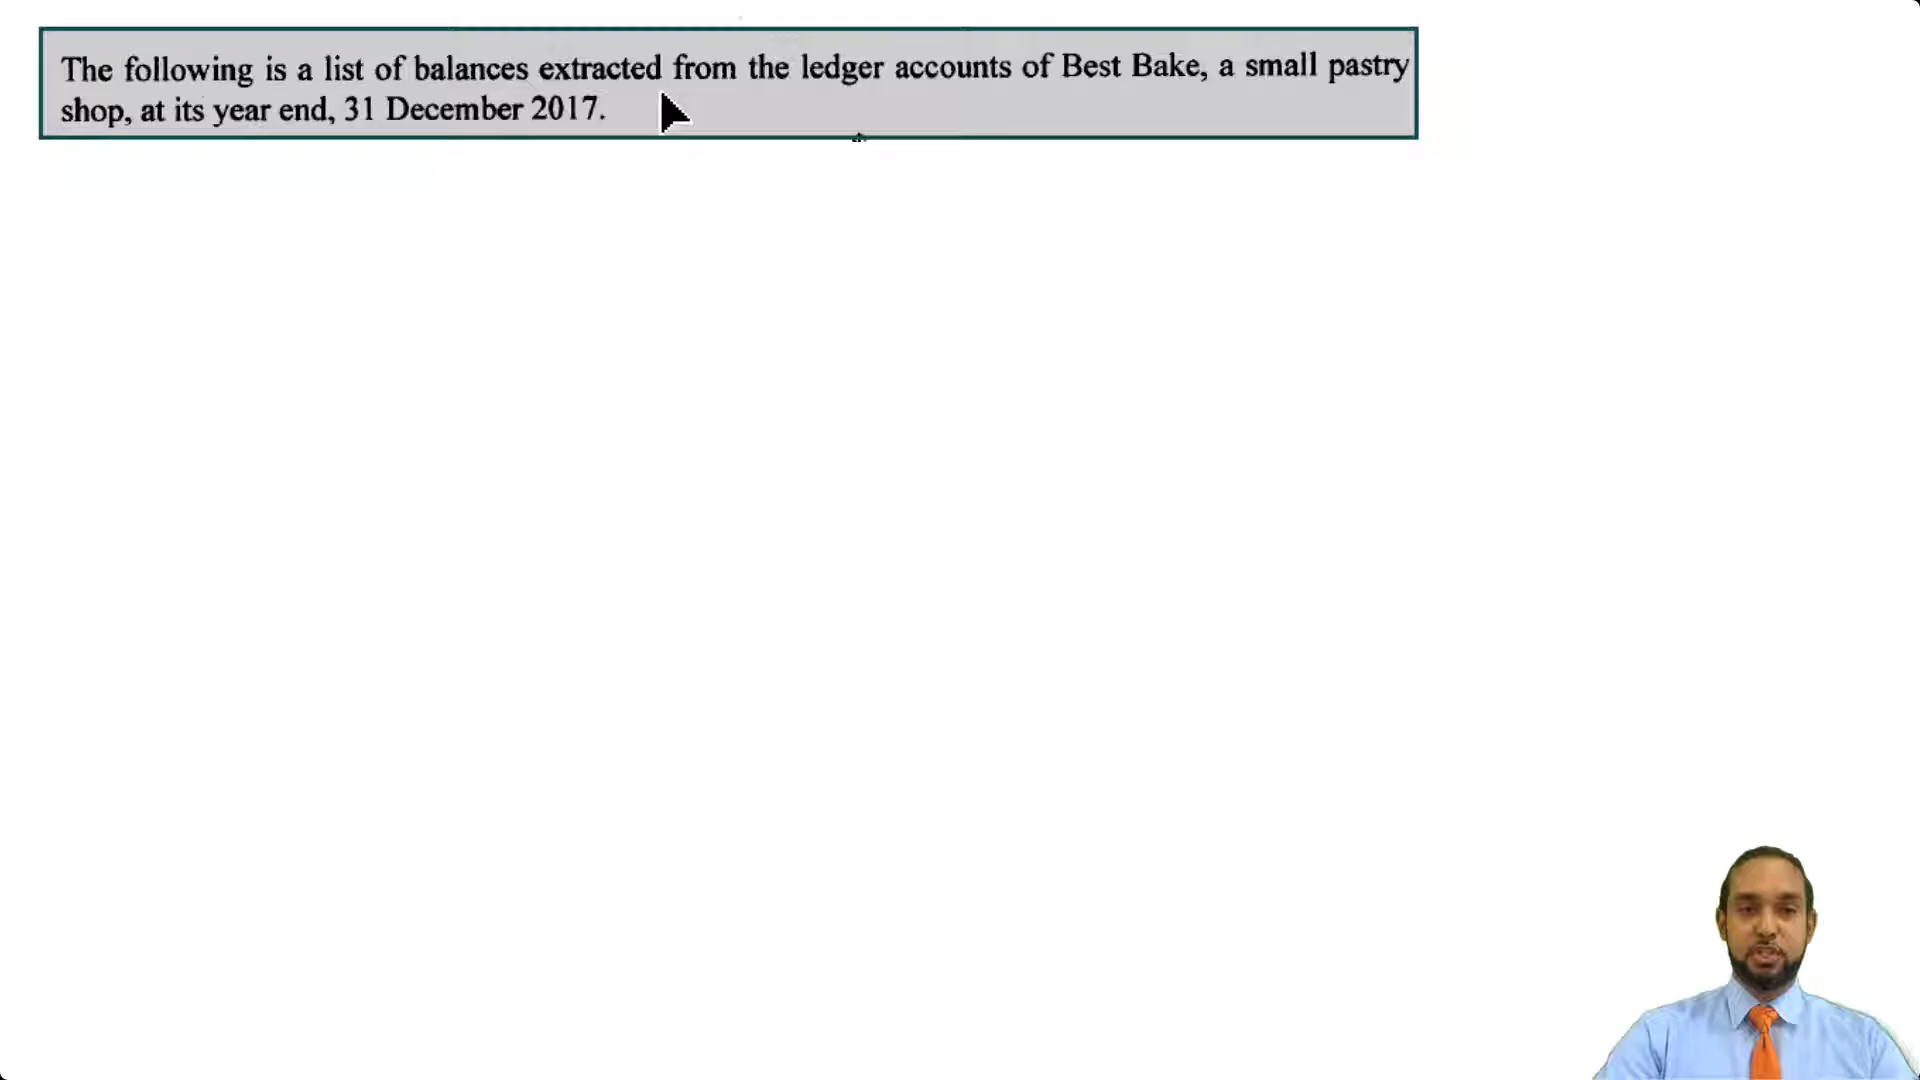 The following is a list of balances extracted from the ledger accounts of Best Bake, a small pastry
shop, at its year end, 31 December 2017.